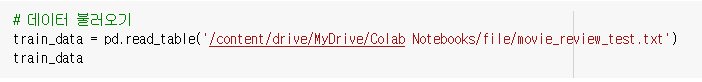 # 데이터 불러오기
train_data = pd.read_table('/content/drive/MyDrive/Colab Notebooks/file/movie_review_test.txt')
train_data